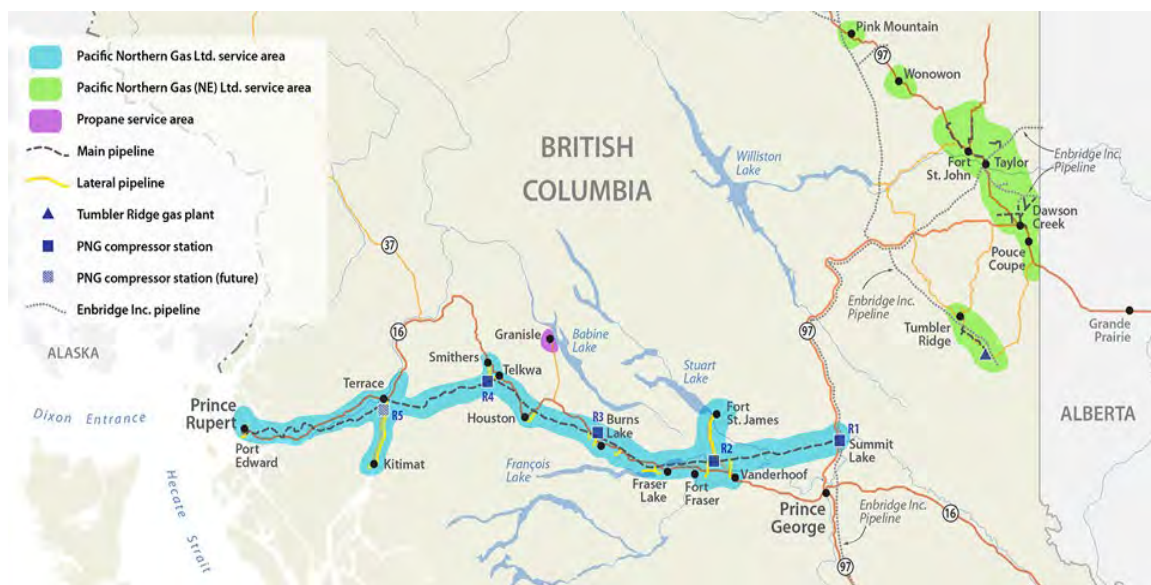 Pacific Northern Gas Ltd. service area
Pacific Northern Gas (NE) Ltd. service area
Propane service area
Main pipeline
Lateral pipeline
Tumbler Ridge gas plant
PNG compressor station
PNG compressor station (future)
Enbridge Inc. pipeline
BRITISH
COLUMBIA
ALASKA
ALBERTA
Pink Mountain
97
Wonowon
Enbridge Inc.
Pipeline
Fort
St. John
Taylor
Williston
Lake
Dawson
Creek
Pouce
Coupe
37
Enbridge Inc.
Pipeline
Tumbler
Ridge
Grande
Prairie
16
97
Granisle
Babine
Lake
Smithers
Telkwa
R4
Stuart
Lake
Terrace
R5
Dixon Entrance
Prince
Rupert
Port
Edward
Kitimat
Houston
R3
Burns
Lake
Fort
St. James
R1
Summit
Lake
R2
François
Lake
Fraser
Lake
Fort
Fraser
Vanderhoof
Prince
George
Enbridge Inc.
Pipeline
16
97
Hecate Strait